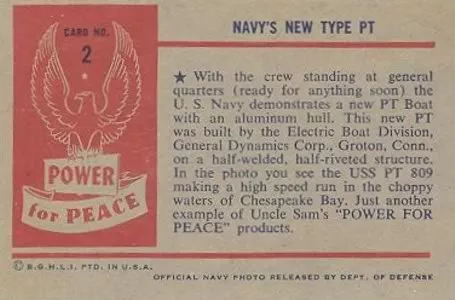 CARD NO.
2
POWER
for PEACE
NAVY'S NEW TYPE PT
★ With the crew standing at general
quarters (ready for anything soon) the
U. S. Navy demonstrates a new PT Boat
with an aluminum hull. This new PT
was built by the Electric Boat Division,
General Dynamics Corp., Groton, Conn.,
on a half-welded, half-riveted structure.
In the photo you see the USS PT 809
making a high speed run in the choppy
waters of Chesapeake Bay. Just another
example of Uncle Sam's "POWER FOR
PEACE" products.
© B.G.H.L.I. PTD. IN U.S.A.
OFFICIAL NAVY PHOTO RELEASED BY DEPT. OF DEFENSE